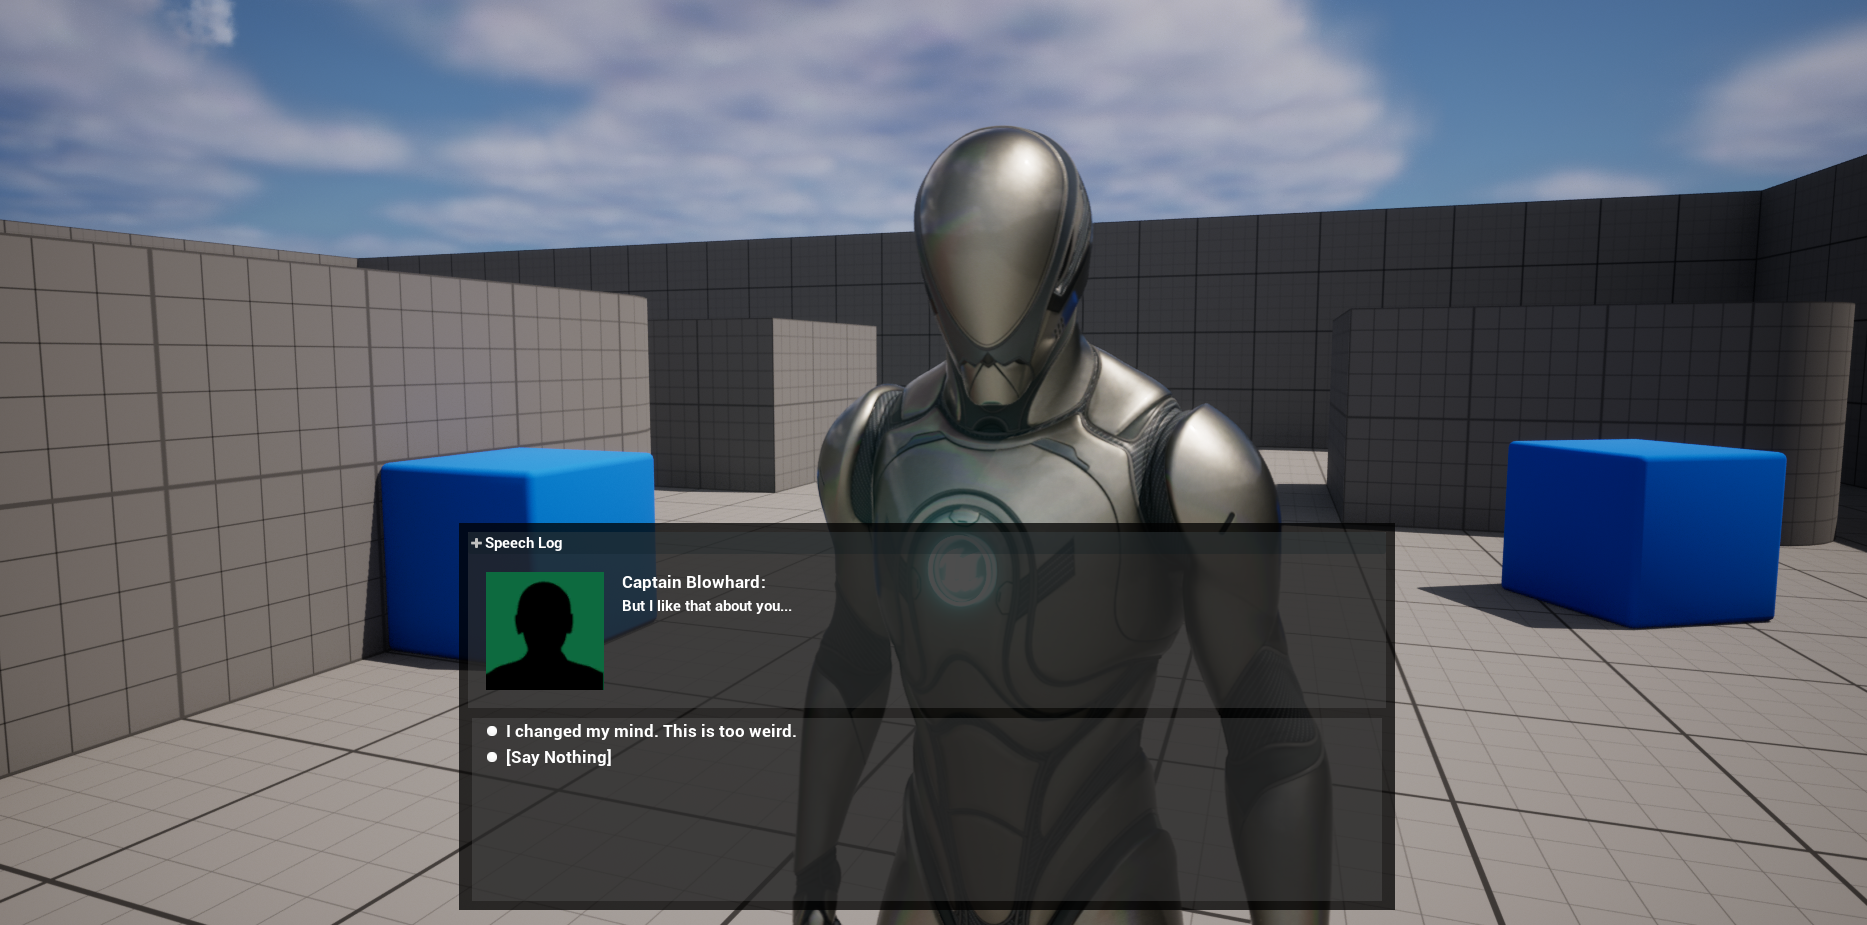 + Speech Log
Captain Blowhard:
But I like that about you...
I changed my mind. This is too weird.
[Say Nothing]